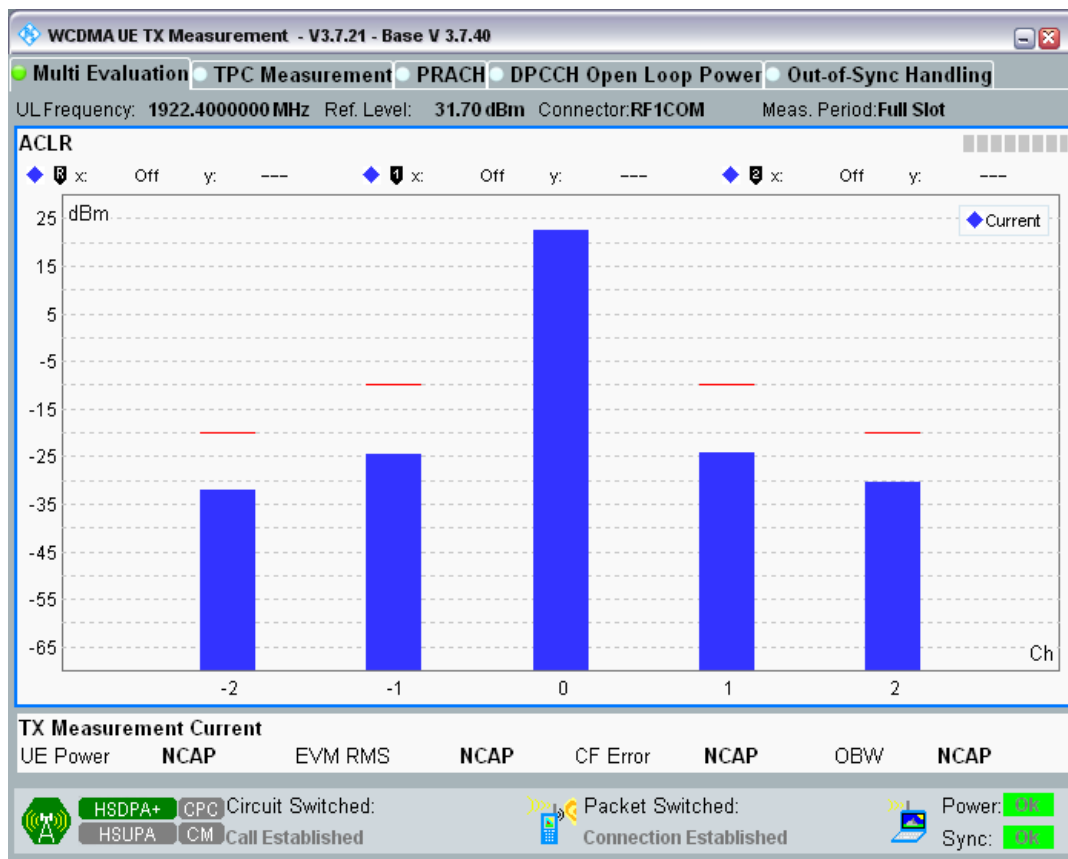 WCDMA UE TX Measurement - V3.7.21 - Base V 3.7.40
Multi Evaluation TPC Measurement PRACH DPCCH Open Loop Power Out-of-Sync Handling
UL Frequency: 1922.4000000 MHz Ref. Level: 31.70 dBm Connector:RF1COM Meas. Period:Full Slot
ACLR
R x: Off y: --- 1 x: Off y: --- 2 x: Off y: ---
dBm
Current
25
15
5
-5
-15
-25
-35
-45
-55
-65
Ch
-2 -1 0 1 2
TX Measurement Current
UE Power NCAP EVM RMS NCAP CF Error NCAP OBW NCAP
HSDPA+ CPC Circuit Switched: Packet Switched: Power: OK
HSUPA CM Call Established Connection Established Sync: OK